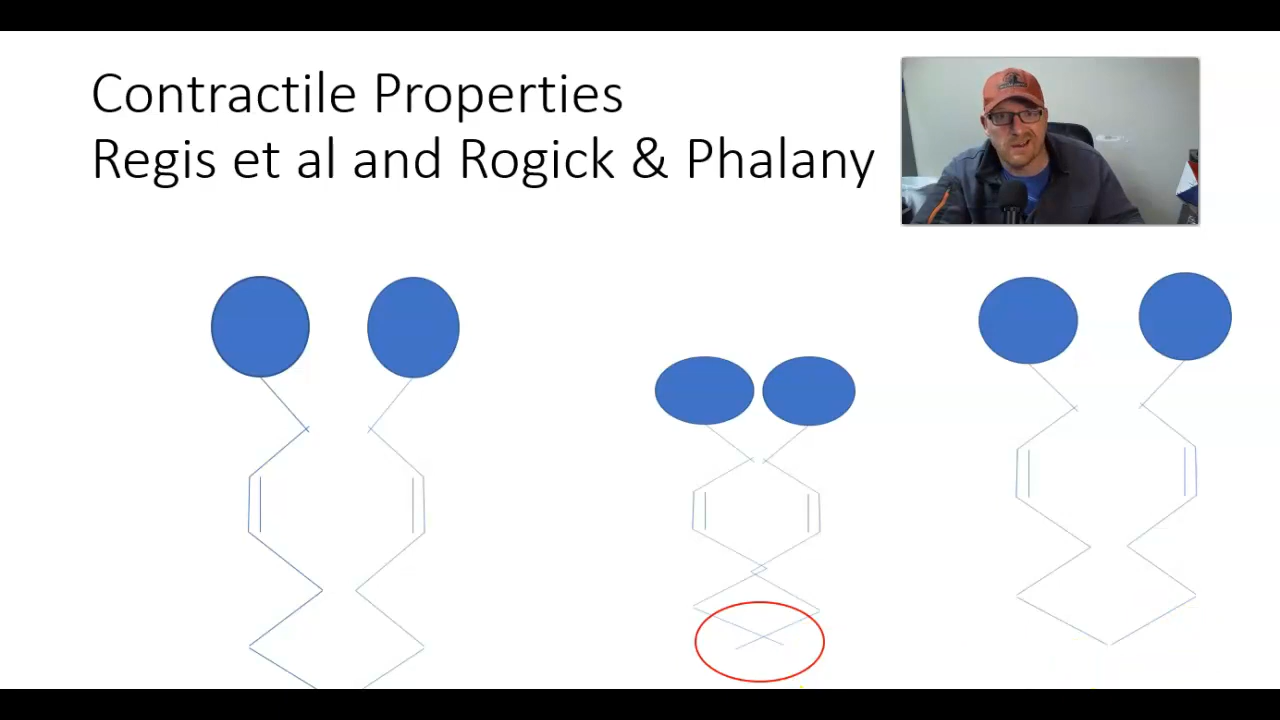 Contractile Properties
Regis et al and Rogick & Phalany